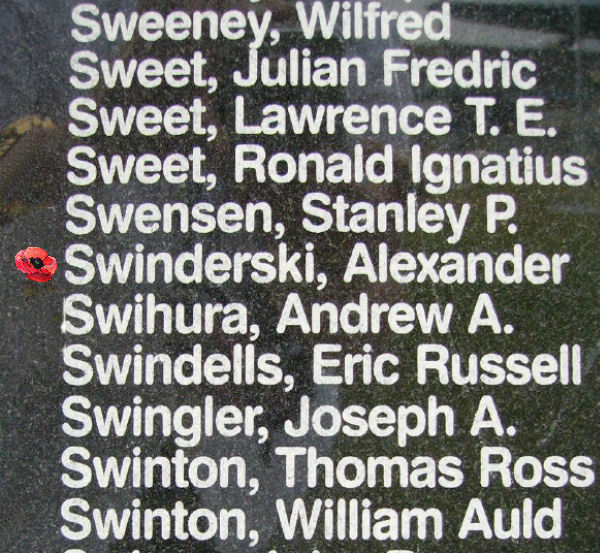 Sweeney, Wilfred
Sweet, Julian Fredric
Sweet, Lawrence T. E.
Sweet, Ronald Ignatius
Swensen, Stanley P.
Swinderski, Alexander
Swihura, Andrew A.
Swindells, Eric Russell
Swingler, Joseph A.
Swinton, Thomas Ross
Swinton, William Auld